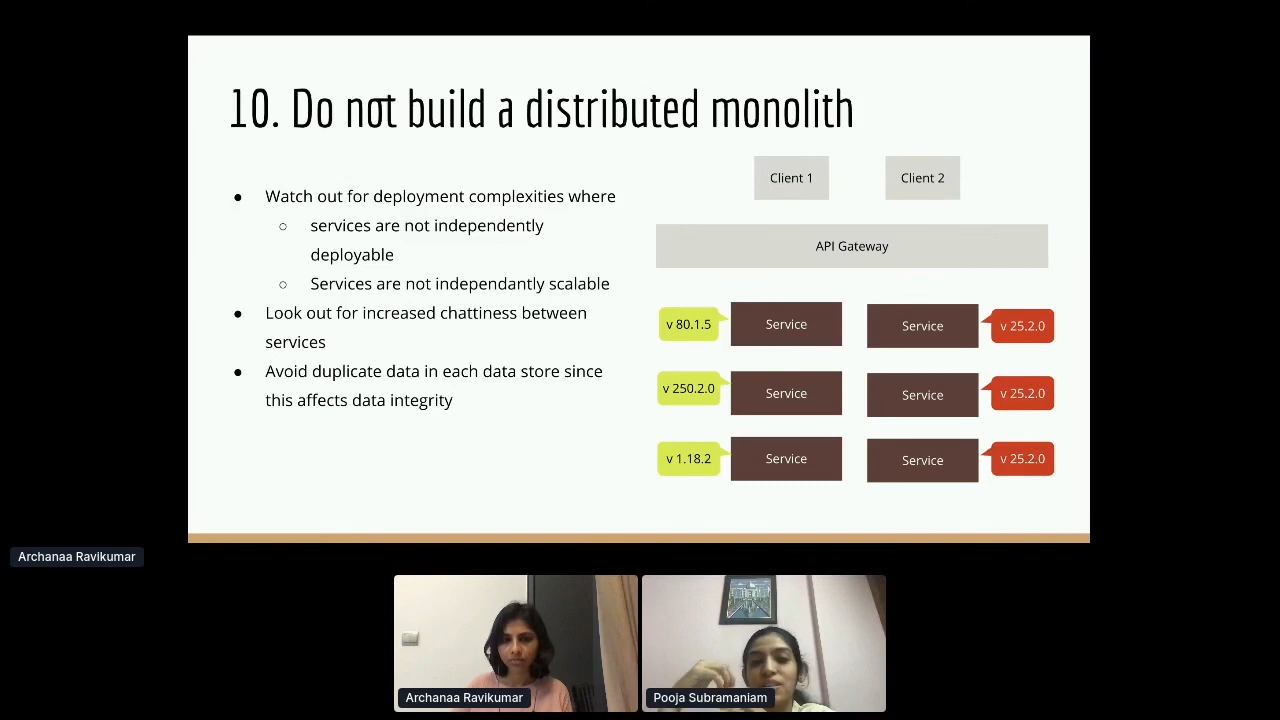 10. Do not build a distributed monolith
● Watch out for deployment complexities where
○ services are not independently
deployable
○ Services are not independantly scalable
● Look out for increased chattiness between
services
● Avoid duplicate data in each data store since
this affects data integrity
Client 1
Client 2
API Gateway
v 80.1.5
Service
Service
v 25.2.0
v 250.2.0
Service
Service
v 25.2.0
v 1.18.2
Service
Service
v 25.2.0
Archanaa Ravikumar
Archanaa Ravikumar
Pooja Subramaniam